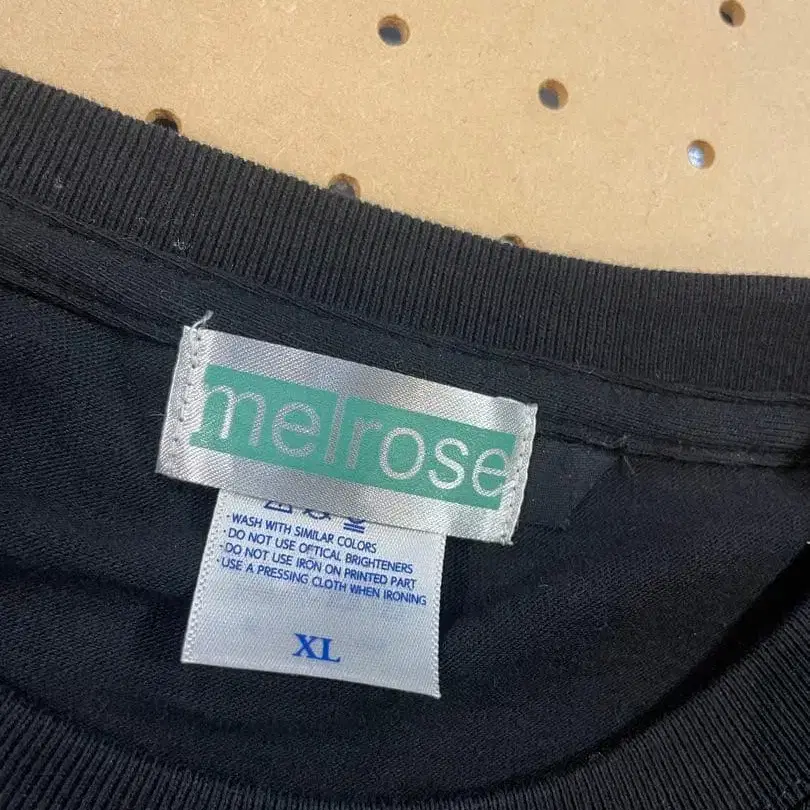 melrose
· WASH WITH SIMILAR COLORS
· DO NOT USE OPTICAL BRIGHTENERS
· DO NOT USE IRON ON PRINTED PART
· USE A PRESSING CLOTH WHEN IRONING
XL